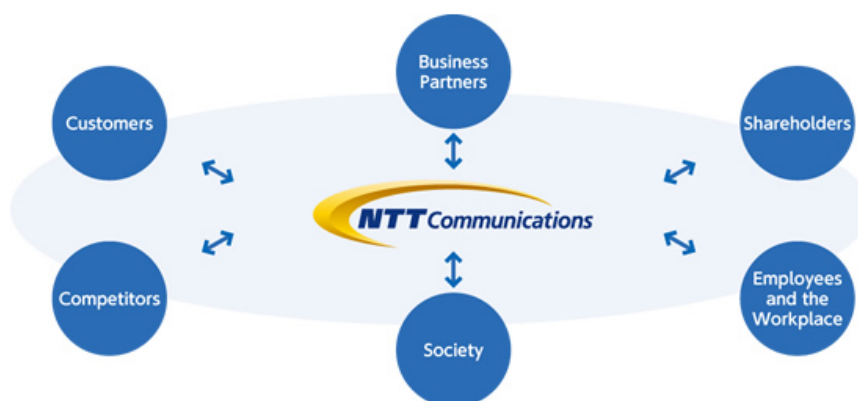 Business
Partners
Customers
Shareholders
NTT Communications
Competitors
Employees
and the
Workplace
Society